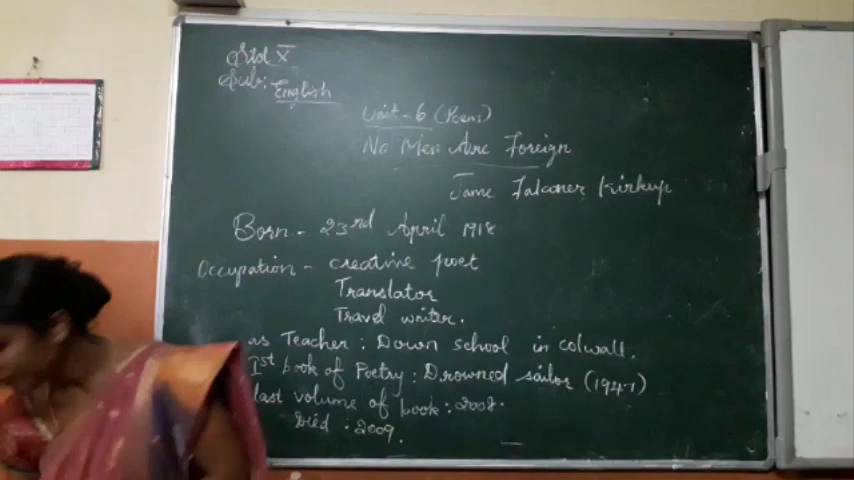 Std X
Sub: English
Unit-6 (Poem)
No Men Are Foreign
Jame Falconer Kirkup
Born - 23rd April 1918
Occupation - creative poet
Translator
Travel writer.
as Teacher : Down school in colwall.
1st book of Poetry : Drowned sailor (1947)
last volume of book : 2002.
Died : 2009.